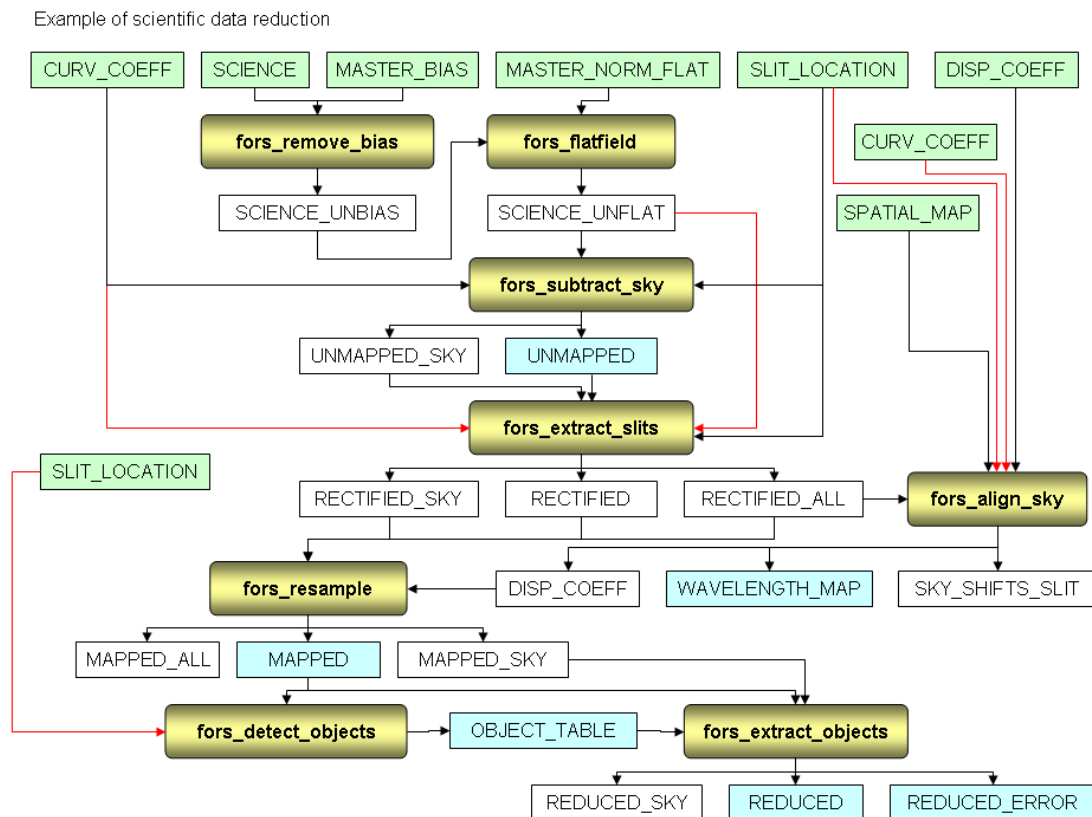 Example of scientific data reduction
CURV_COEFF
SCIENCE
MASTER_BIAS
MASTER_NORM_FLAT
SLIT_LOCATION
DISP_COEFF
fors_remove_bias
fors_flatfield
CURV_COEFF
SCIENCE_UNBIAS
SCIENCE_UNFLAT
SPATIAL_MAP
fors_subtract_sky
UNMAPPED_SKY
UNMAPPED
fors_extract_slits
SLIT_LOCATION
RECTIFIED_SKY
RECTIFIED
RECTIFIED_ALL
fors_align_sky
fors_resample
DISP_COEFF
WAVELENGTH_MAP
SKY_SHIFTS_SLIT
MAPPED_ALL
MAPPED
MAPPED_SKY
fors_detect_objects
OBJECT_TABLE
fors_extract_objects
REDUCED_SKY
REDUCED
REDUCED_ERROR